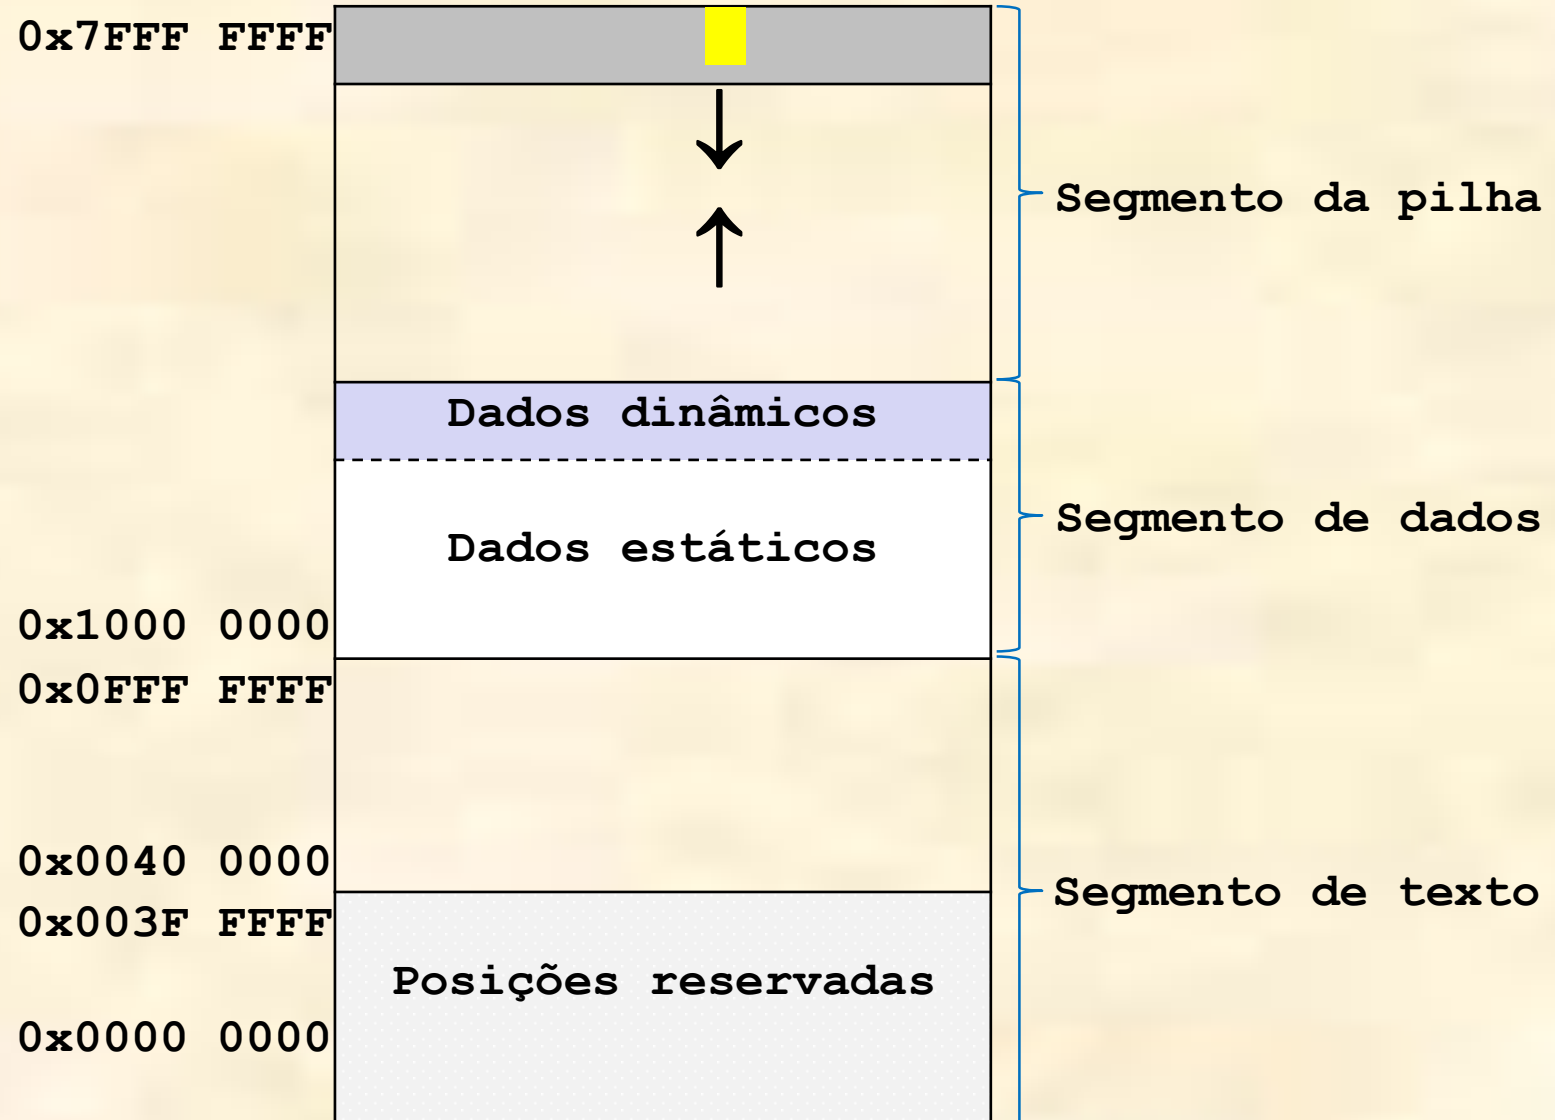 0x7FFF FFFF
Segmento da pilha
Dados dinâmicos
Segmento de dados
Dados estáticos
0x1000 0000
0x0FFF FFFF
0x0040 0000
Segmento de texto
0x003F FFFF
Posições reservadas
0x0000 0000